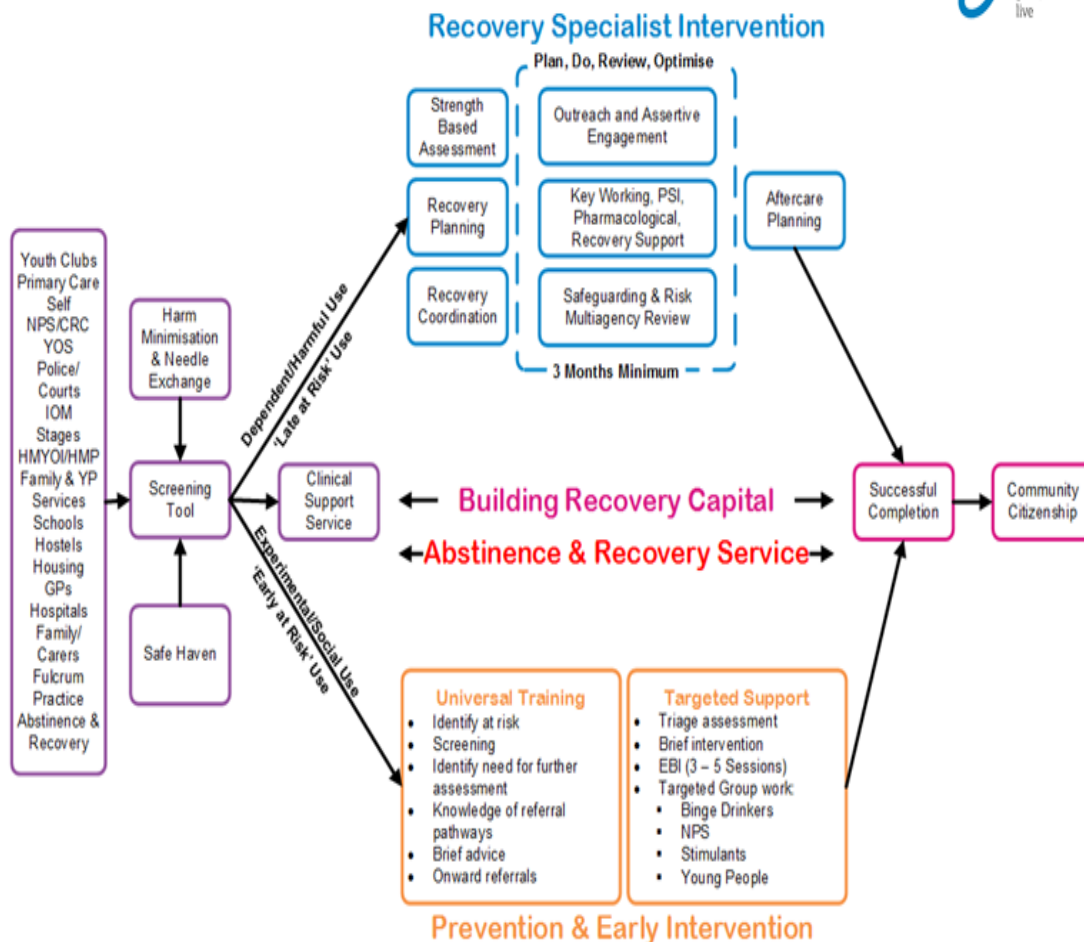 live
Recovery Specialist Intervention
Plan, Do, Review, Optimise
Strength
Based
Assessment
Outreach and Assertive
Engagement
Recovery
Planning
Key Working, PSI,
Pharmacological,
Recovery Support
Aftercare
Planning
Recovery
Coordination
Safeguarding & Risk
Multiagency Review
3 Months Minimum
Youth Clubs
Primary Care
Self
NPS/CRC
YOS
Police/
Courts
IOM
Stages
HMYOI/HMP
Family & YP
Services
Schools
Hostels
Housing
GPs
Hospitals
Family/
Carers
Fulcrum
Practice
Abstinence &
Recovery
Harm
Minimisation
& Needle
Exchange
Screening
Tool
Safe Haven
Dependent/Harmful Use
'Late at Risk' Use
Clinical
Support
Service
Experimental/Social Use
'Early at Risk' Use
Building Recovery Capital
Abstinence & Recovery Service
Successful
Completion
Community
Citizenship
Universal Training
• Identify at risk
• Screening
• Identify need for further
assessment
• Knowledge of referral
pathways
• Brief advice
• Onward referrals
Targeted Support
• Triage assessment
• Brief intervention
• EBI (3 – 5 Sessions)
• Targeted Group work:
▪ Binge Drinkers
▪ NPS
▪ Stimulants
▪ Young People
Prevention & Early Intervention